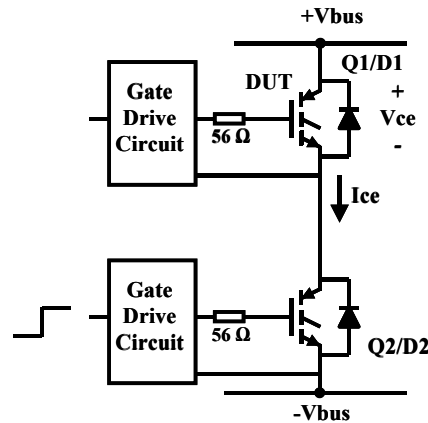 +Vbus
Q1/D1
DUT
Gate
Drive
Circuit
56 Ω
+
Vce
-
Ice
Gate
Drive
Circuit
56 Ω
Q2/D2
-Vbus